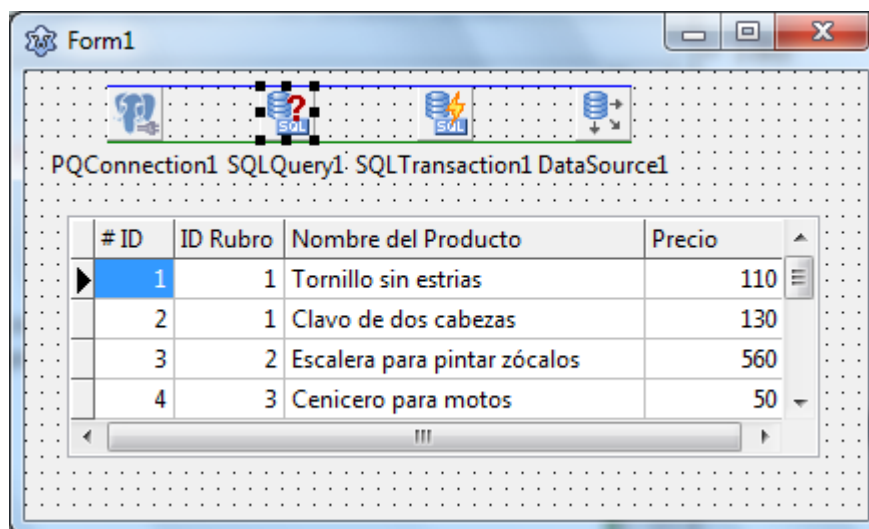 Form1
SQL SQL
PQConnection1 SQLQuery1 SQLTransaction1 DataSource1
# ID ID Rubro Nombre del Producto Precio
1 1 Tornillo sin estrias 110
2 1 Clavo de dos cabezas 130
3 2 Escalera para pintar zócalos 560
4 3 Cenicero para motos 50